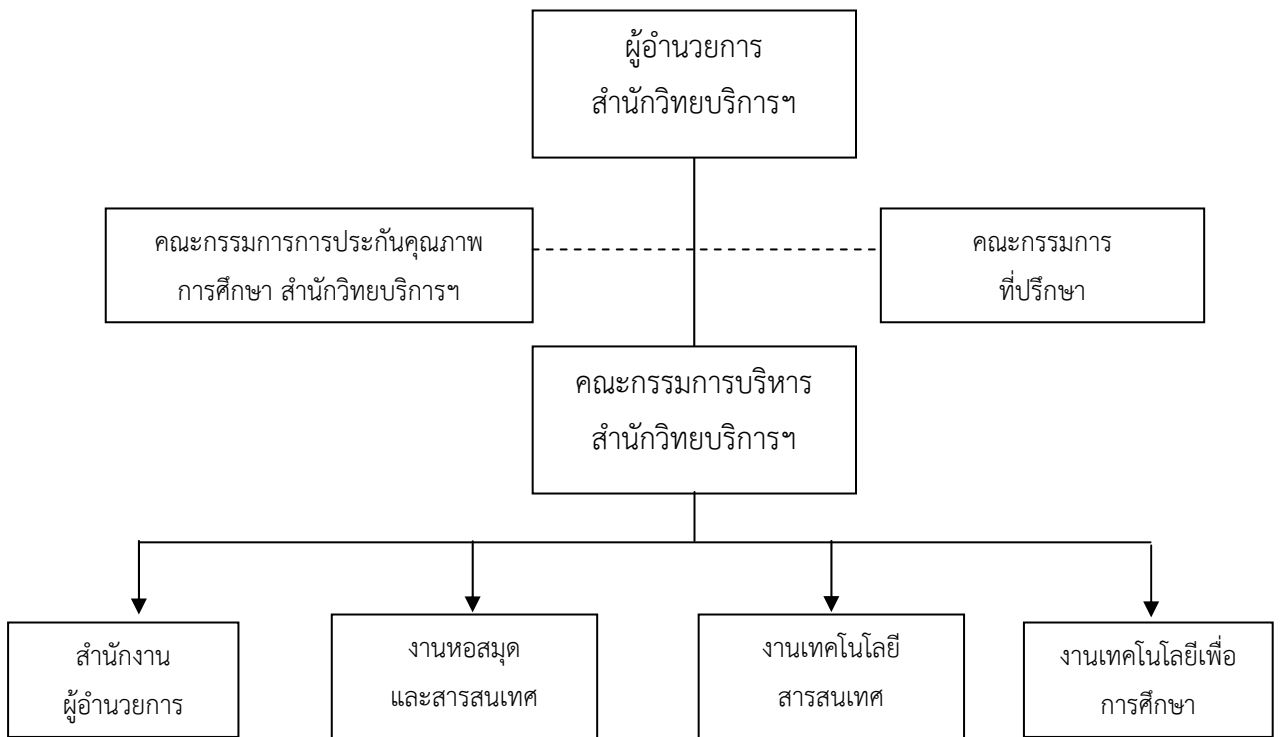 ผู้อำนวยการ
สำนักวิทยบริการฯ
คณะกรรมการการประกันคุณภาพ
การศึกษา สำนักวิทยบริการฯ
คณะกรรมการ
ที่ปรึกษา
คณะกรรมการบริหาร
สำนักวิทยบริการฯ
สำนักงาน
ผู้อำนวยการ
งานหอสมุด
และสารสนเทศ
งานเทคโนโลยี
สารสนเทศ
งานเทคโนโลยีเพื่อ
การศึกษา